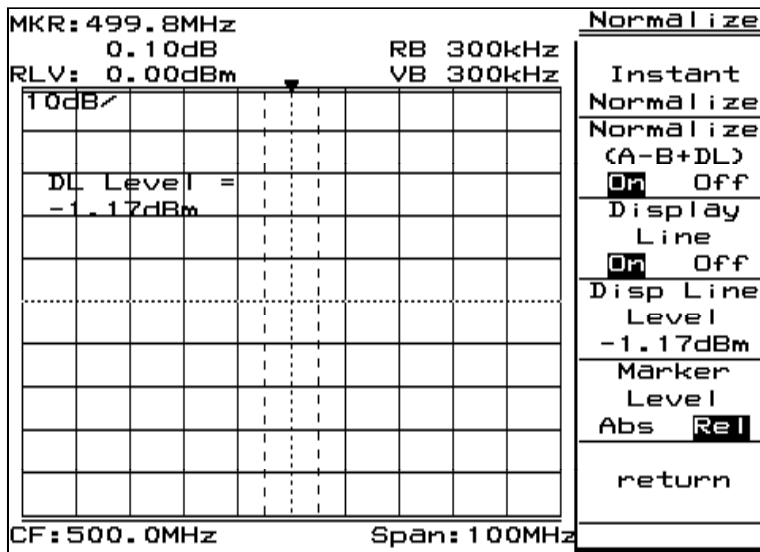 MKR:499.8MHz
0.10dB
RB 300kHz
RLV: 0.00dBm
VB 300kHz
10dB/
DL Level =
-1.17dBm
CF:500.0MHz
Span:100MHz
Normalize
Instant
Normalize
Normalize
(A-B+DL)
On Off
Display
Line
On Off
Disp Line
Level
-1.17dBm
Marker
Level
Abs Rel
return